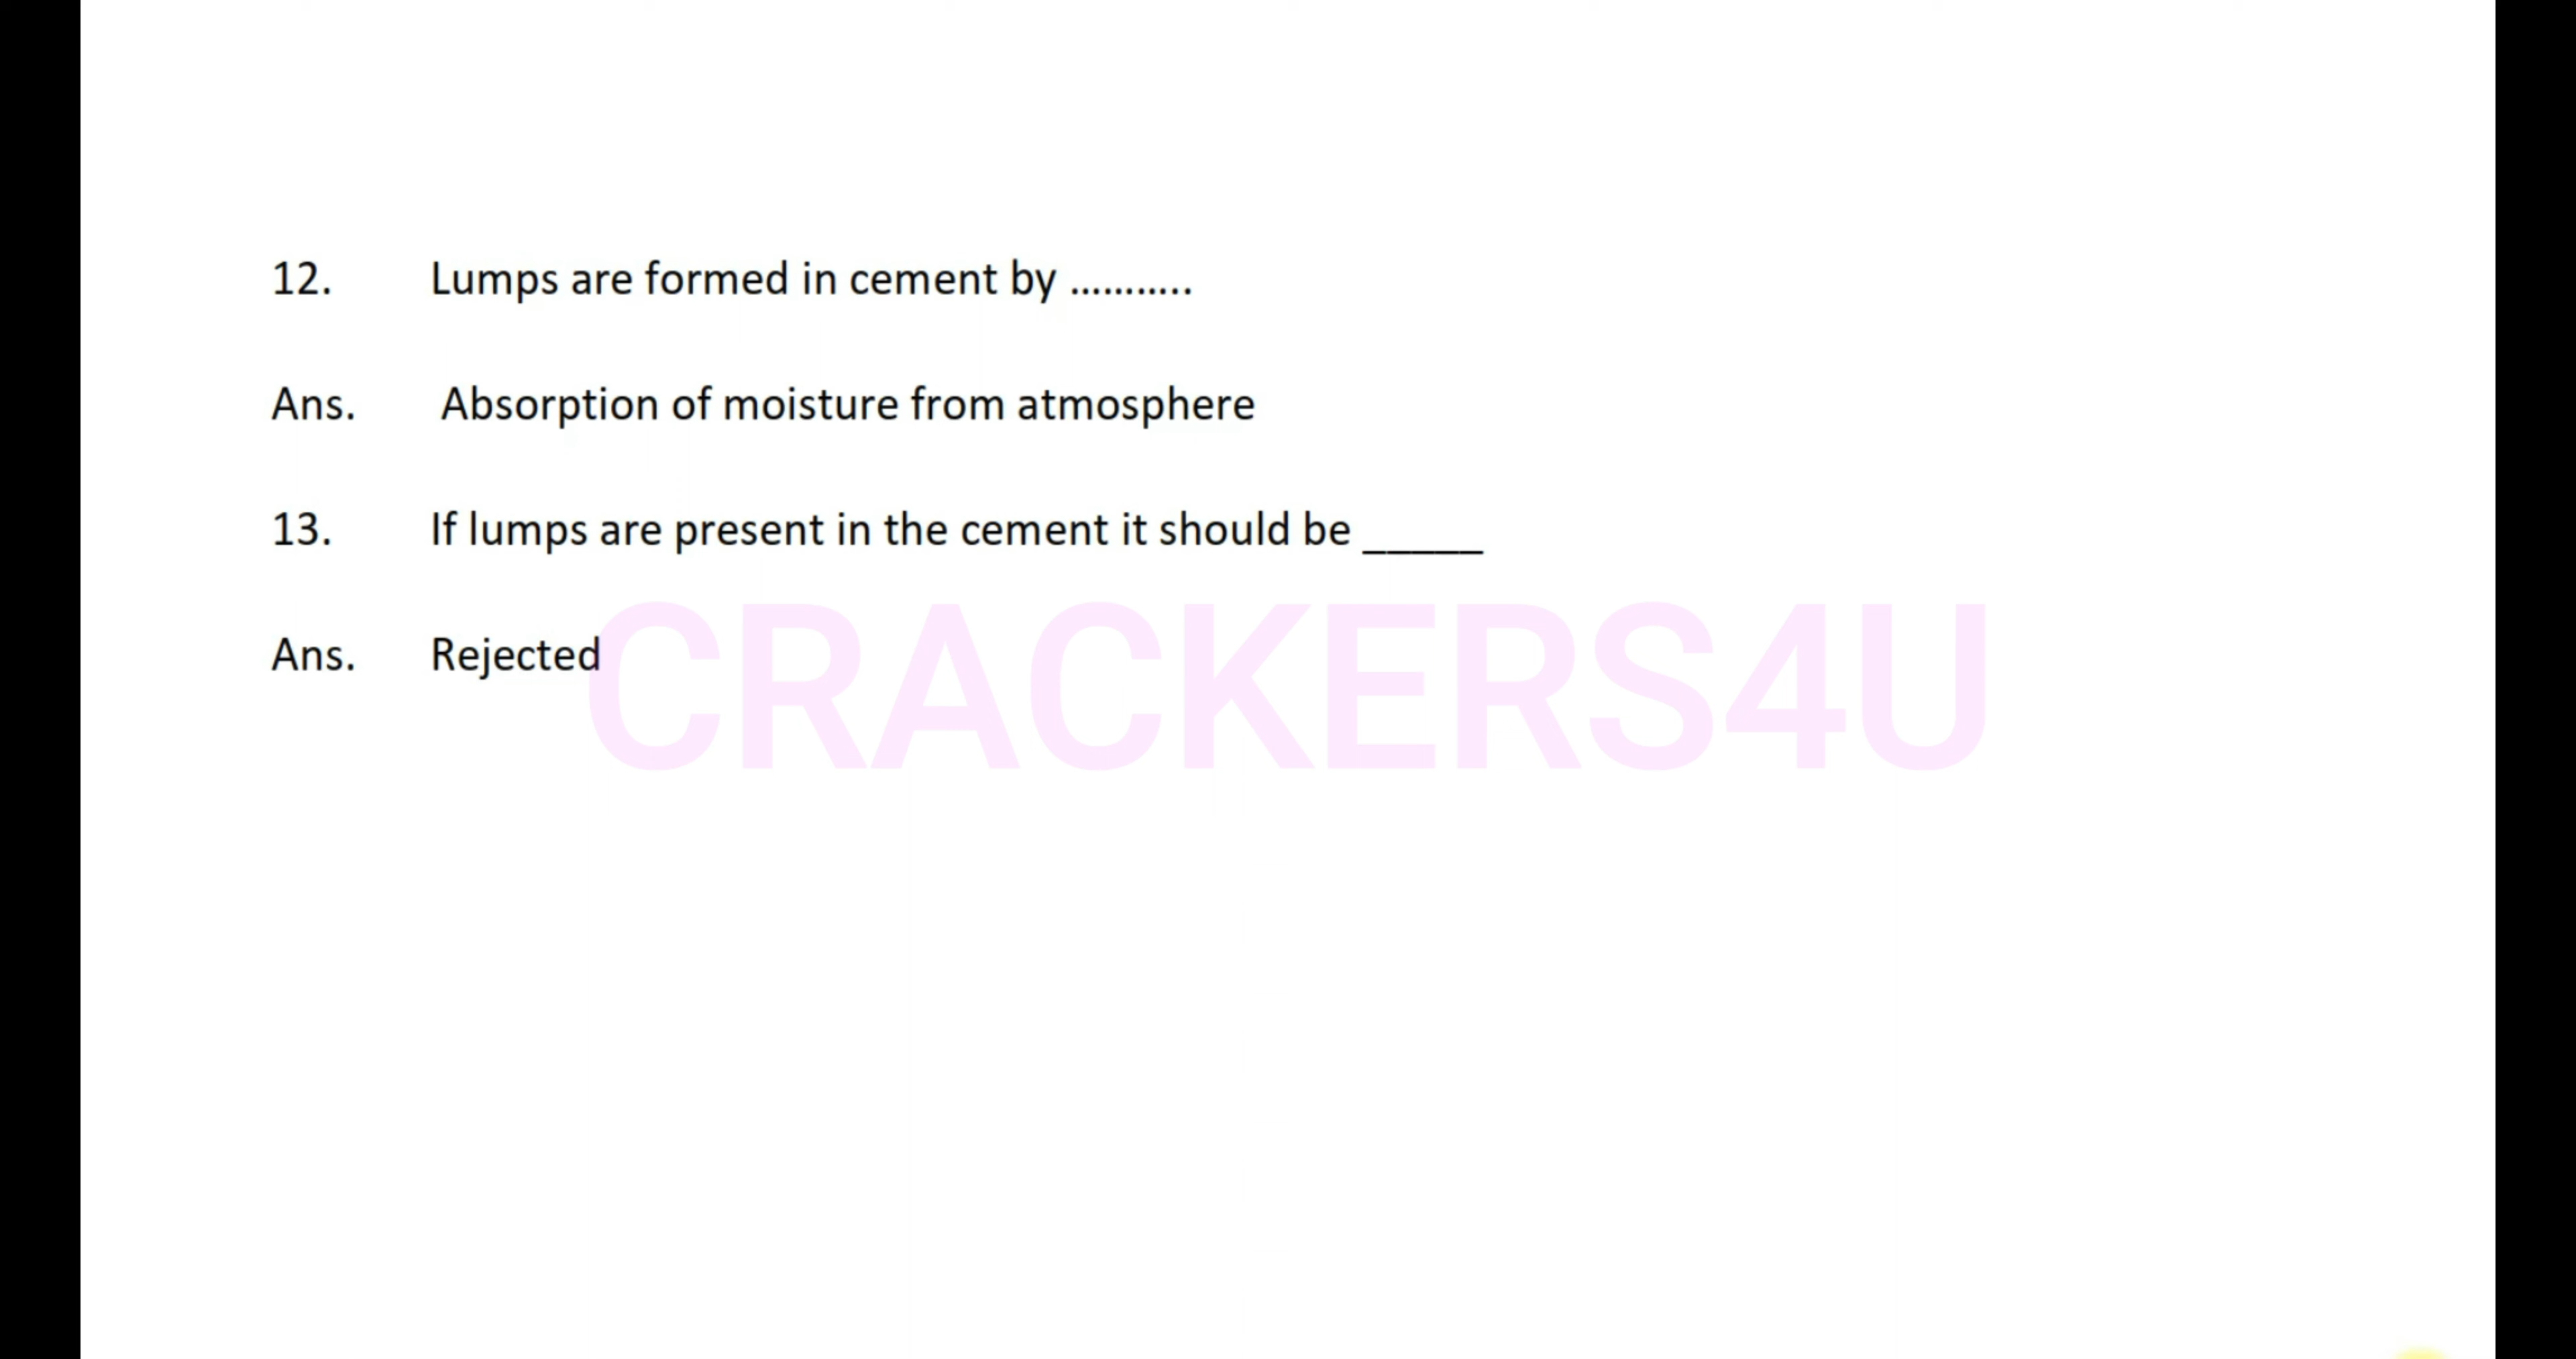 12. Lumps are formed in cement by ...........
Ans. Absorption of moisture from atmosphere
13. If lumps are present in the cement it should be _____
Ans. Rejected
CRACKERS4U